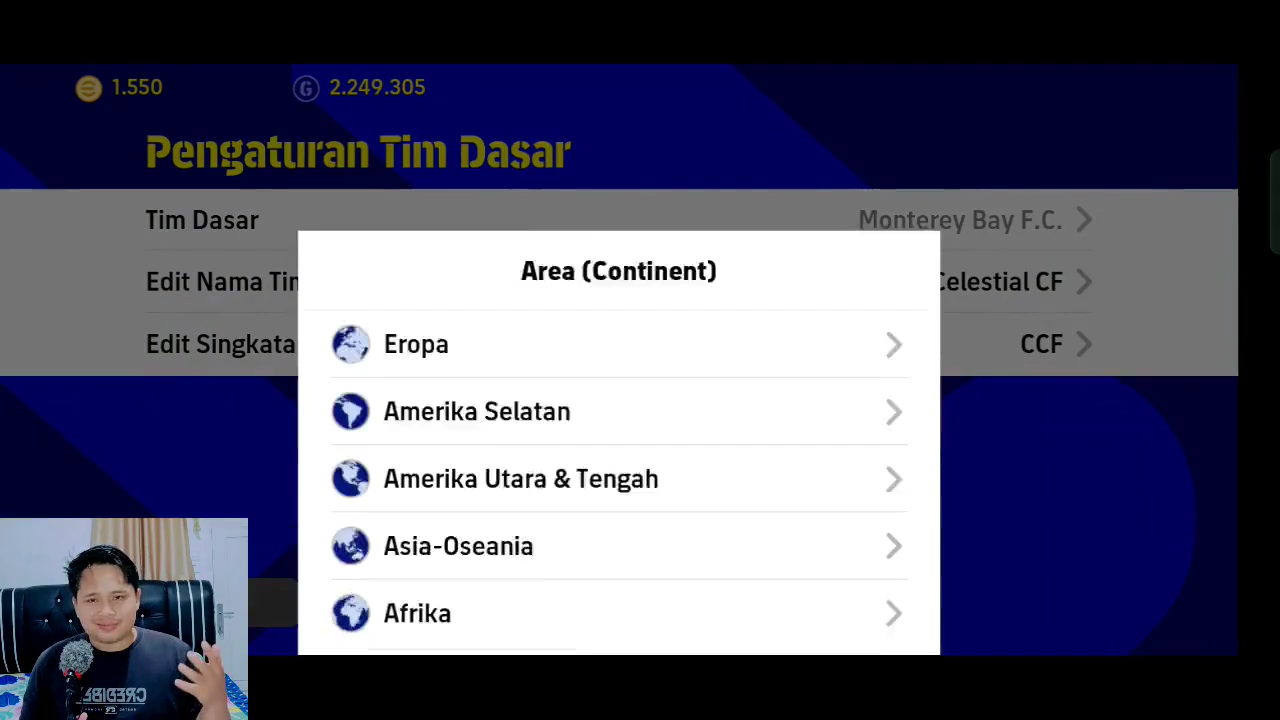 1.550
2.249.305
Pengaturan Tim Dasar
Tim Dasar
Monterey Bay F.C.
Edit Nama Tim
Celestial CF
Edit Singkata
CCF
Area (Continent)
Eropa
Amerika Selatan
Amerika Utara & Tengah
Asia-Oseania
Afrika
CREDIBLE